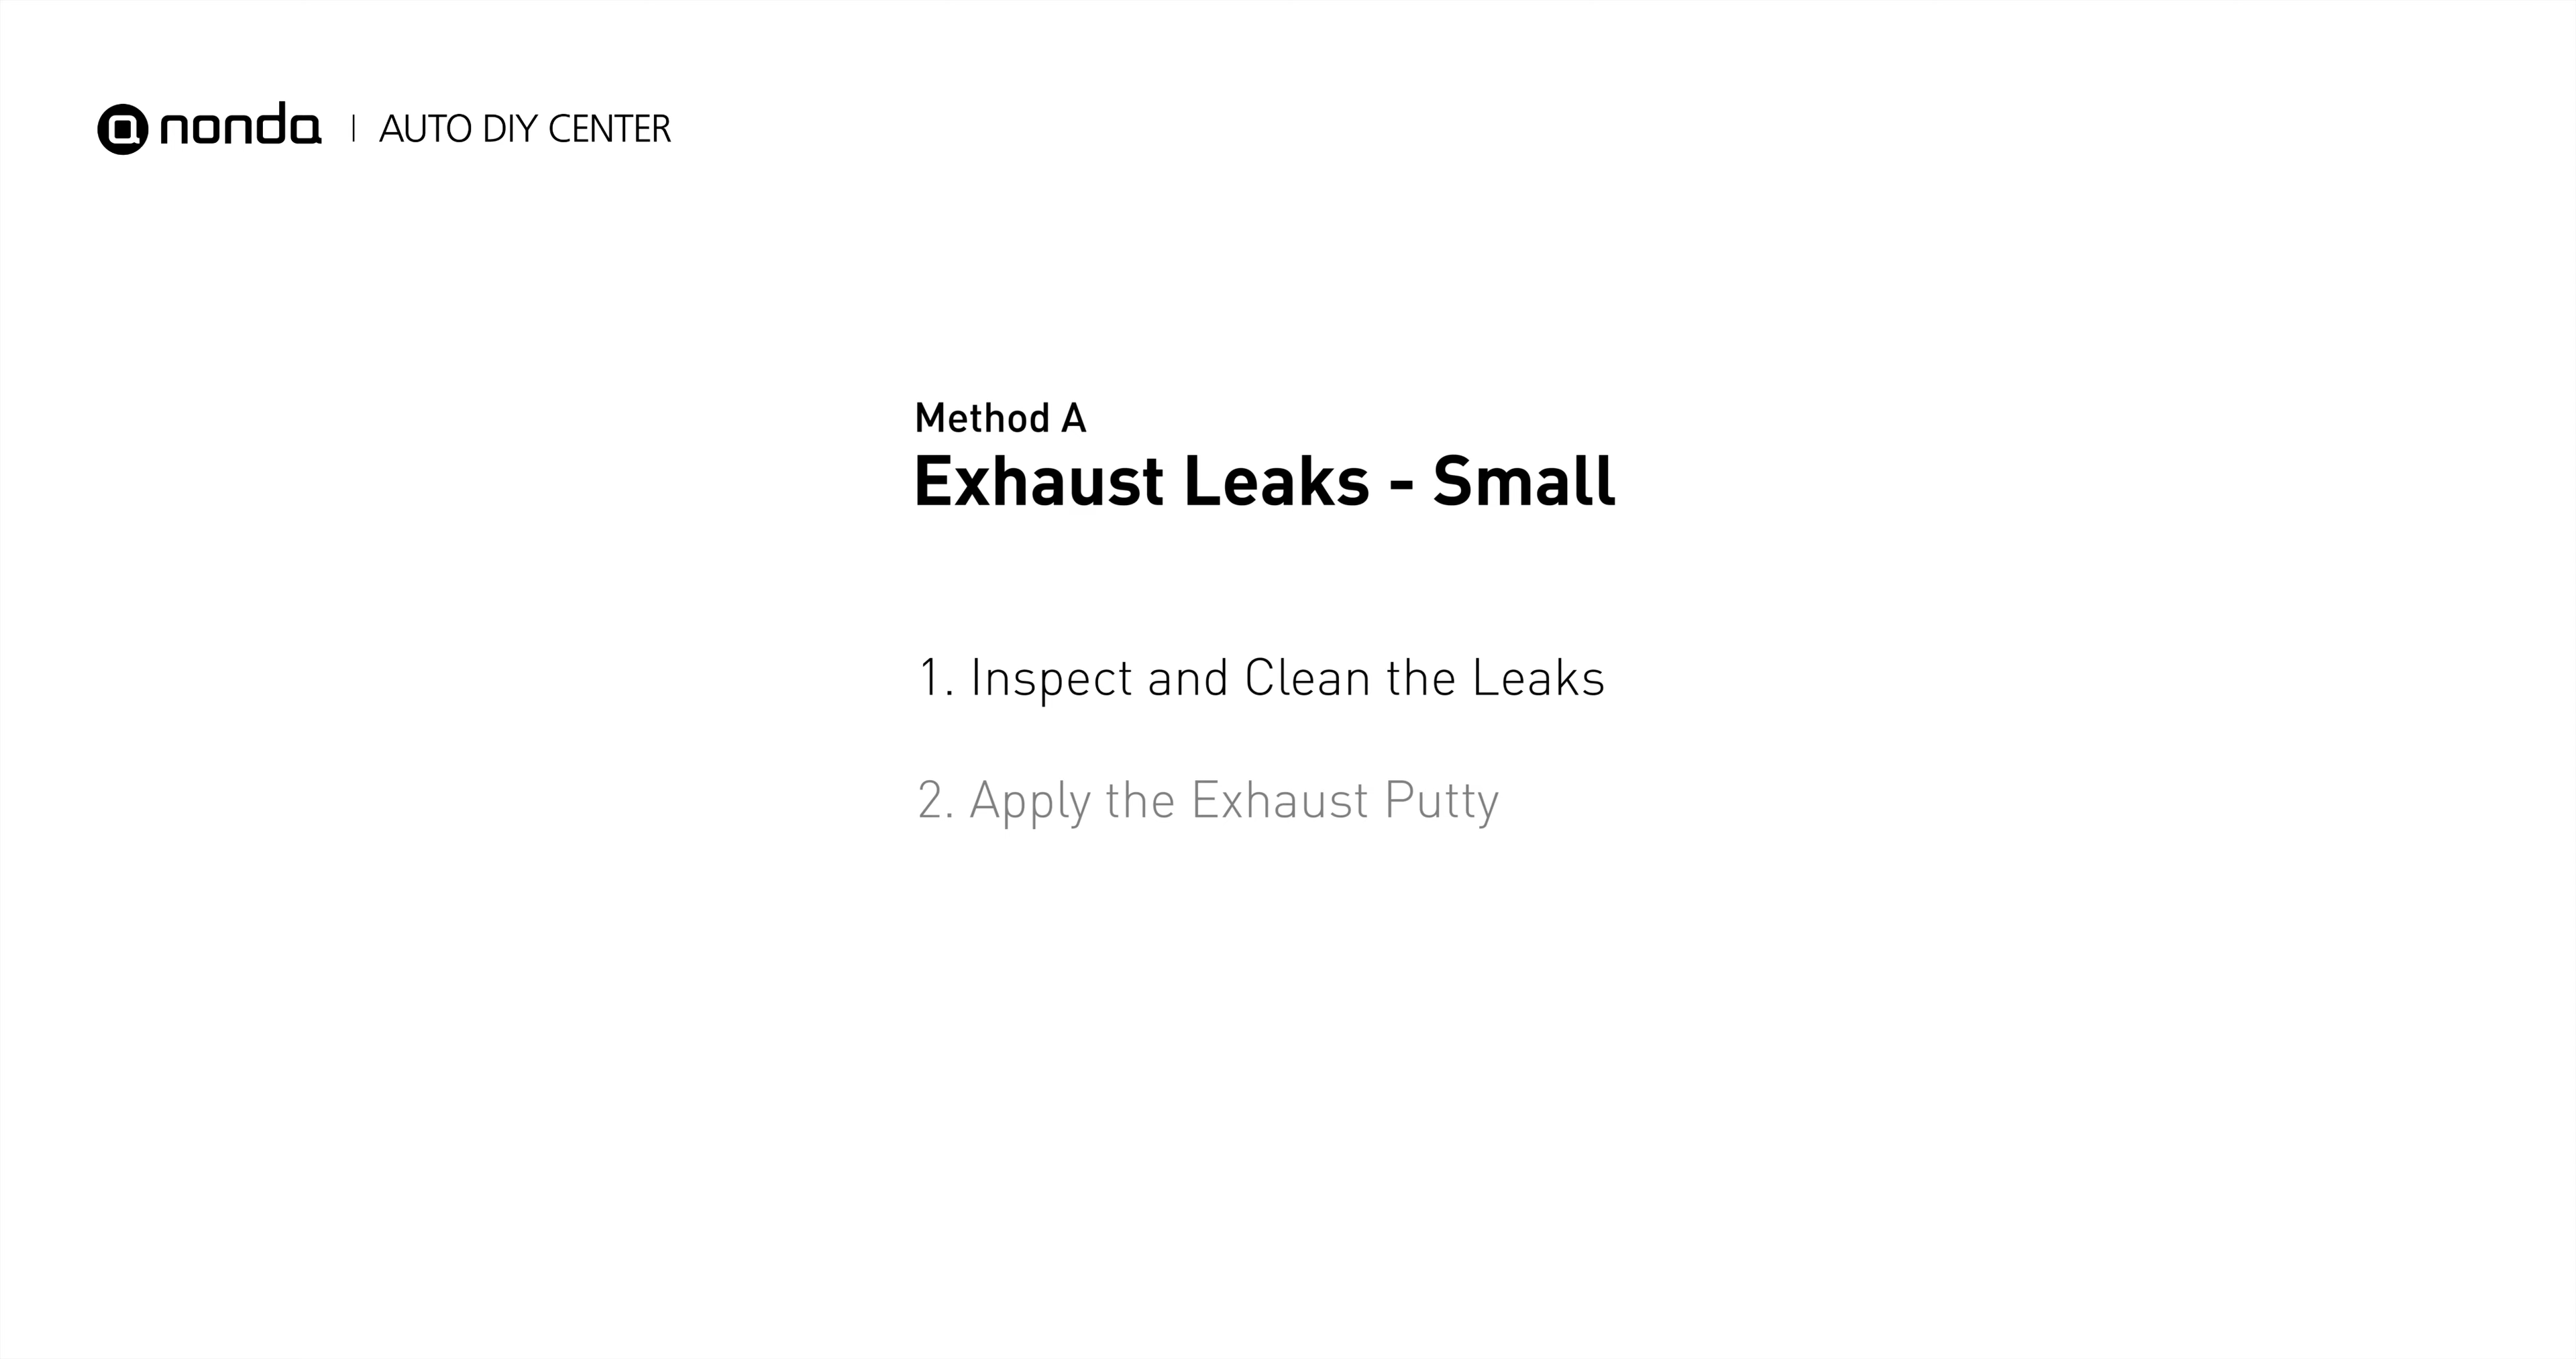 nonda | AUTO DIY CENTER
Method A
Exhaust Leaks - Small
1. Inspect and Clean the Leaks
2. Apply the Exhaust Putty